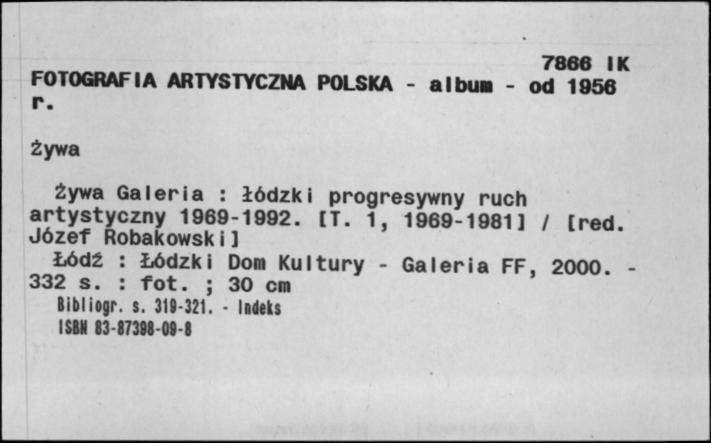 7866 IK
FOTOGRAFIA ARTYSTYCZNA POLSKA - album - od 1956
r.
Żywa
Żywa Galeria : łódzki progresywny ruch
artystyczny 1969-1992. [T. 1, 1969-1981] / [red.
Józef Robakowski]
Łódź : Łódzki Dom Kultury - Galeria FF, 2000. -
332 s. : fot. ; 30 cm
Bibliogr. s. 319-321. - Indeks
ISBN 83-87398-09-8